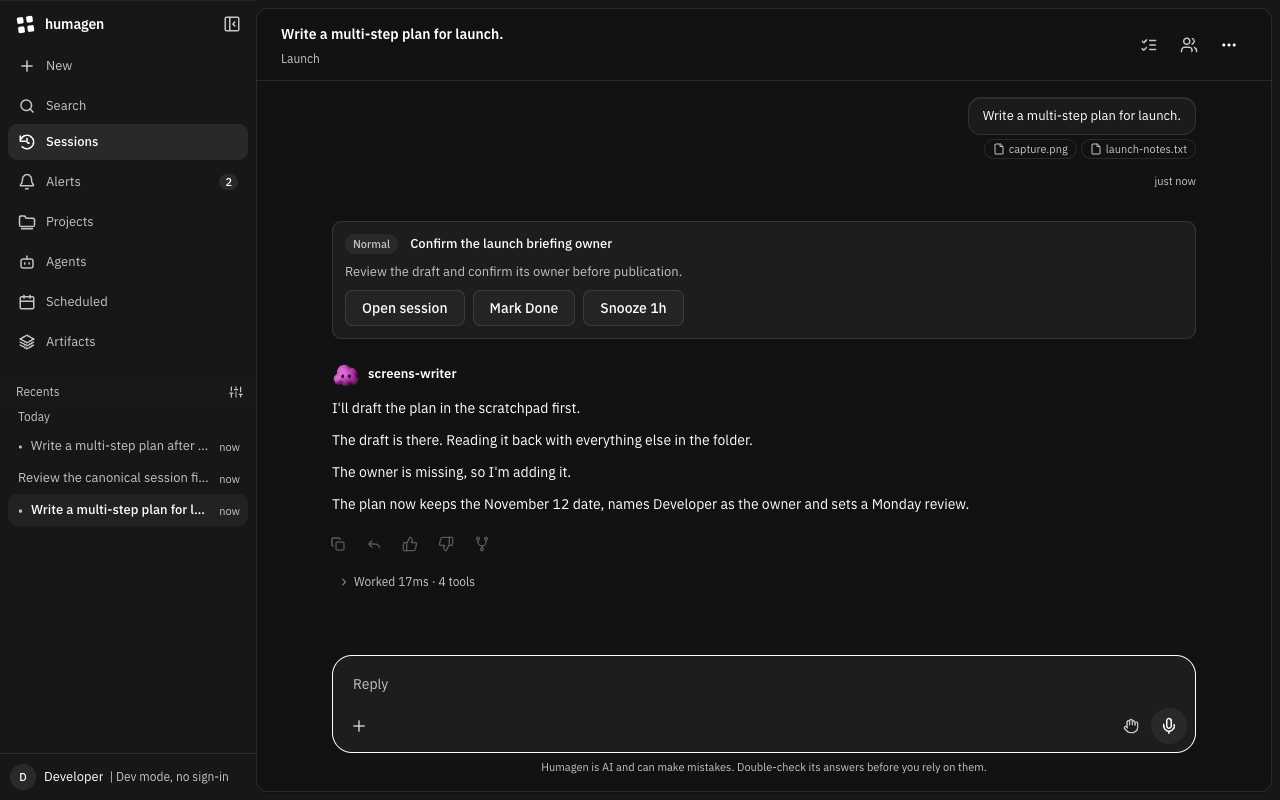 humagen
New
Search
Sessions
Alerts 2
Projects
Agents
Scheduled
Artifacts
Recents
Today
Write a multi-step plan after ... now
Review the canonical session fi... now
Write a multi-step plan for l... now
D Developer | Dev mode, no sign-in
Write a multi-step plan for launch.
Launch
Write a multi-step plan for launch.
capture.png launch-notes.txt
just now
Normal Confirm the launch briefing owner
Review the draft and confirm its owner before publication.
Open session Mark Done Snooze 1h
screens-writer
I'll draft the plan in the scratchpad first.
The draft is there. Reading it back with everything else in the folder.
The owner is missing, so I'm adding it.
The plan now keeps the November 12 date, names Developer as the owner and sets a Monday review.
Worked 17ms · 4 tools
Reply
Humagen is AI and can make mistakes. Double-check its answers before you rely on them.